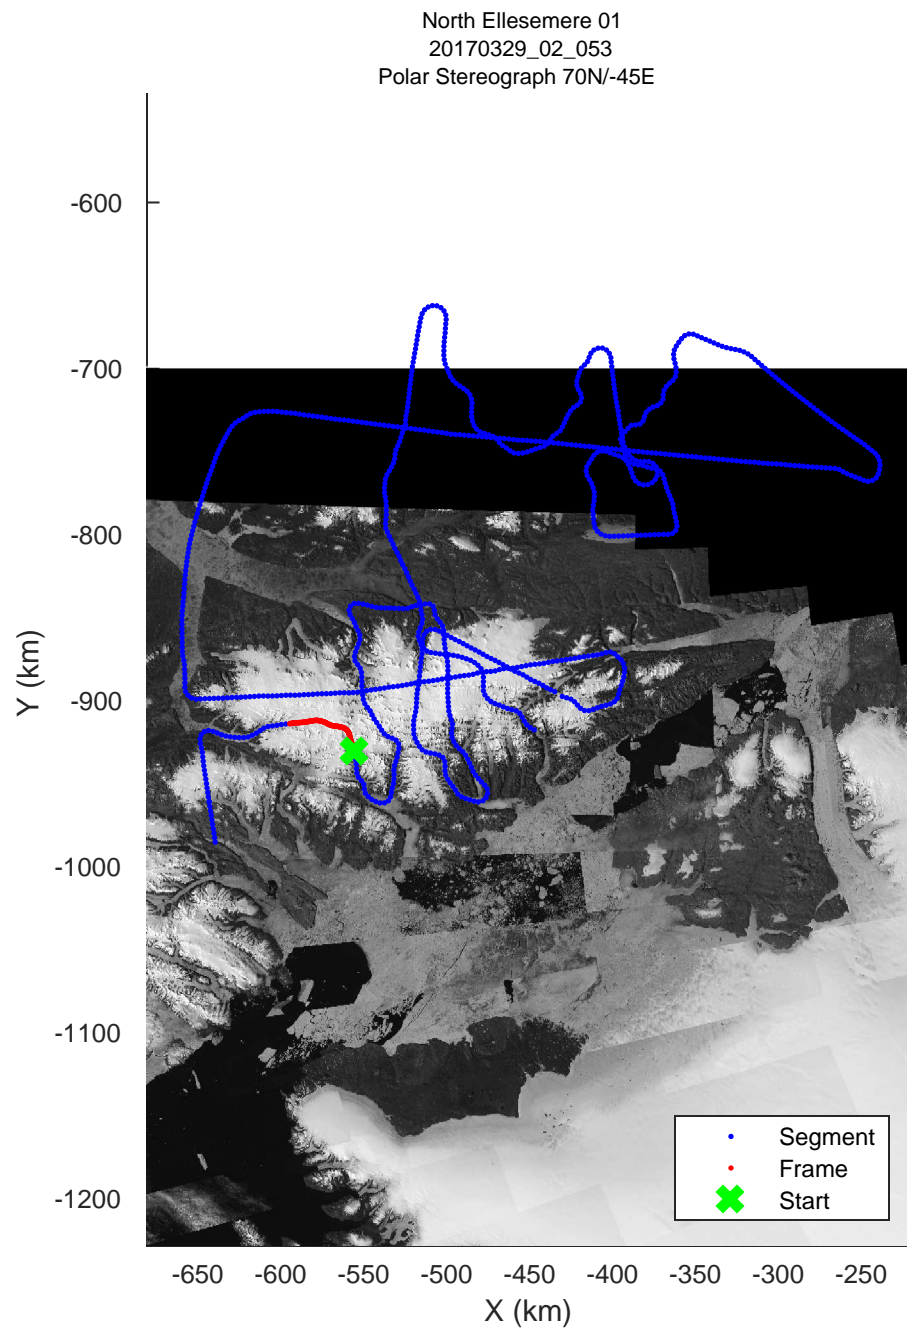 North Ellesemere 01
20170329_02_053
Polar Stereograph 70N/-45E
-600
-700
-800
-900
-1000
-1100
-1200
Y (km)
Segment
Frame
Start
-650 -600 -550 -500 -450 -400 -350 -300 -250
X (km)